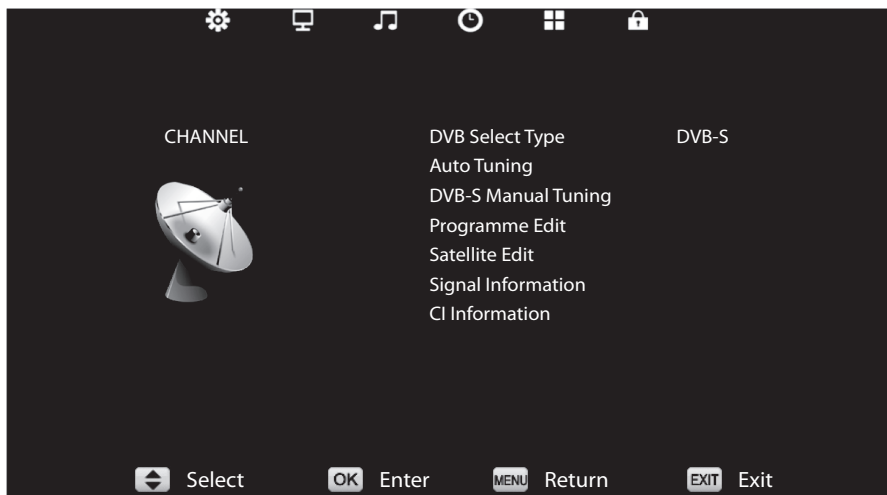 CHANNEL DVB Select Type DVB-S
Auto Tuning
DVB-S Manual Tuning
Programme Edit
Satellite Edit
Signal Information
CI Information
Select OK Enter MENU Return EXIT Exit